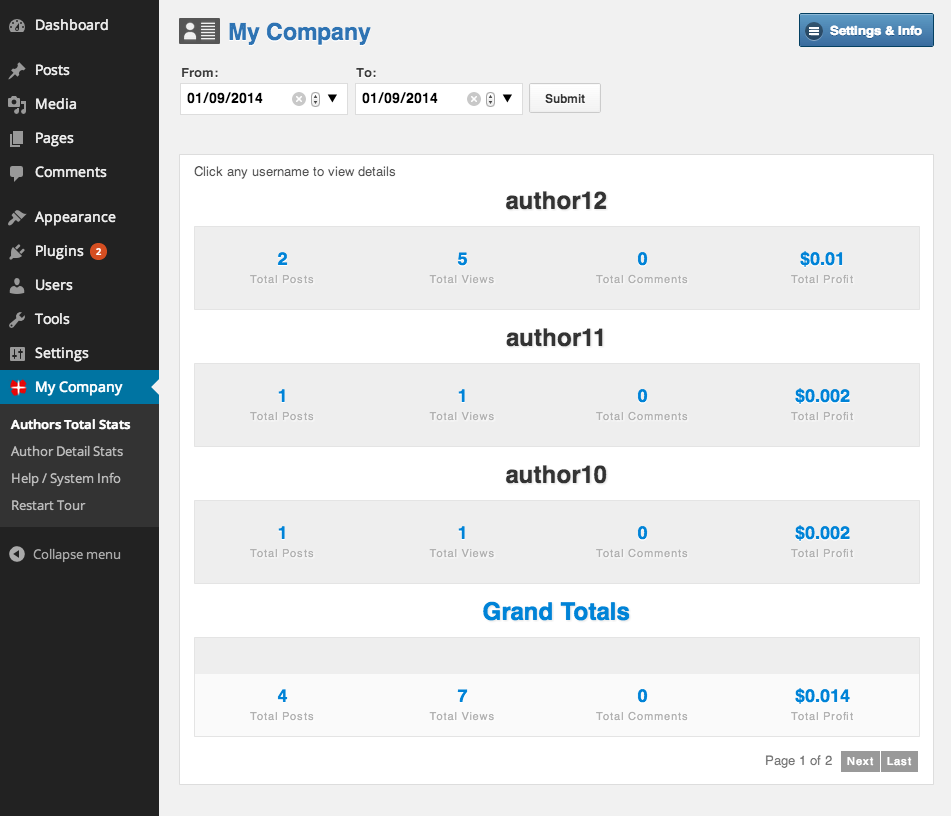 Dashboard
Posts
Media
Pages
Comments
Appearance
Plugins 2
Users
Tools
Settings
My Company
Authors Total Stats
Author Detail Stats
Help / System Info
Restart Tour
Collapse menu
My Company
Settings & Info
From: To:
01/09/2014 01/09/2014 Submit
Click any username to view details
author12
2 5 0 $0.01
Total Posts Total Views Total Comments Total Profit
author11
1 1 0 $0.002
Total Posts Total Views Total Comments Total Profit
author10
1 1 0 $0.002
Total Posts Total Views Total Comments Total Profit
Grand Totals
4 7 0 $0.014
Total Posts Total Views Total Comments Total Profit
Page 1 of 2 Next Last